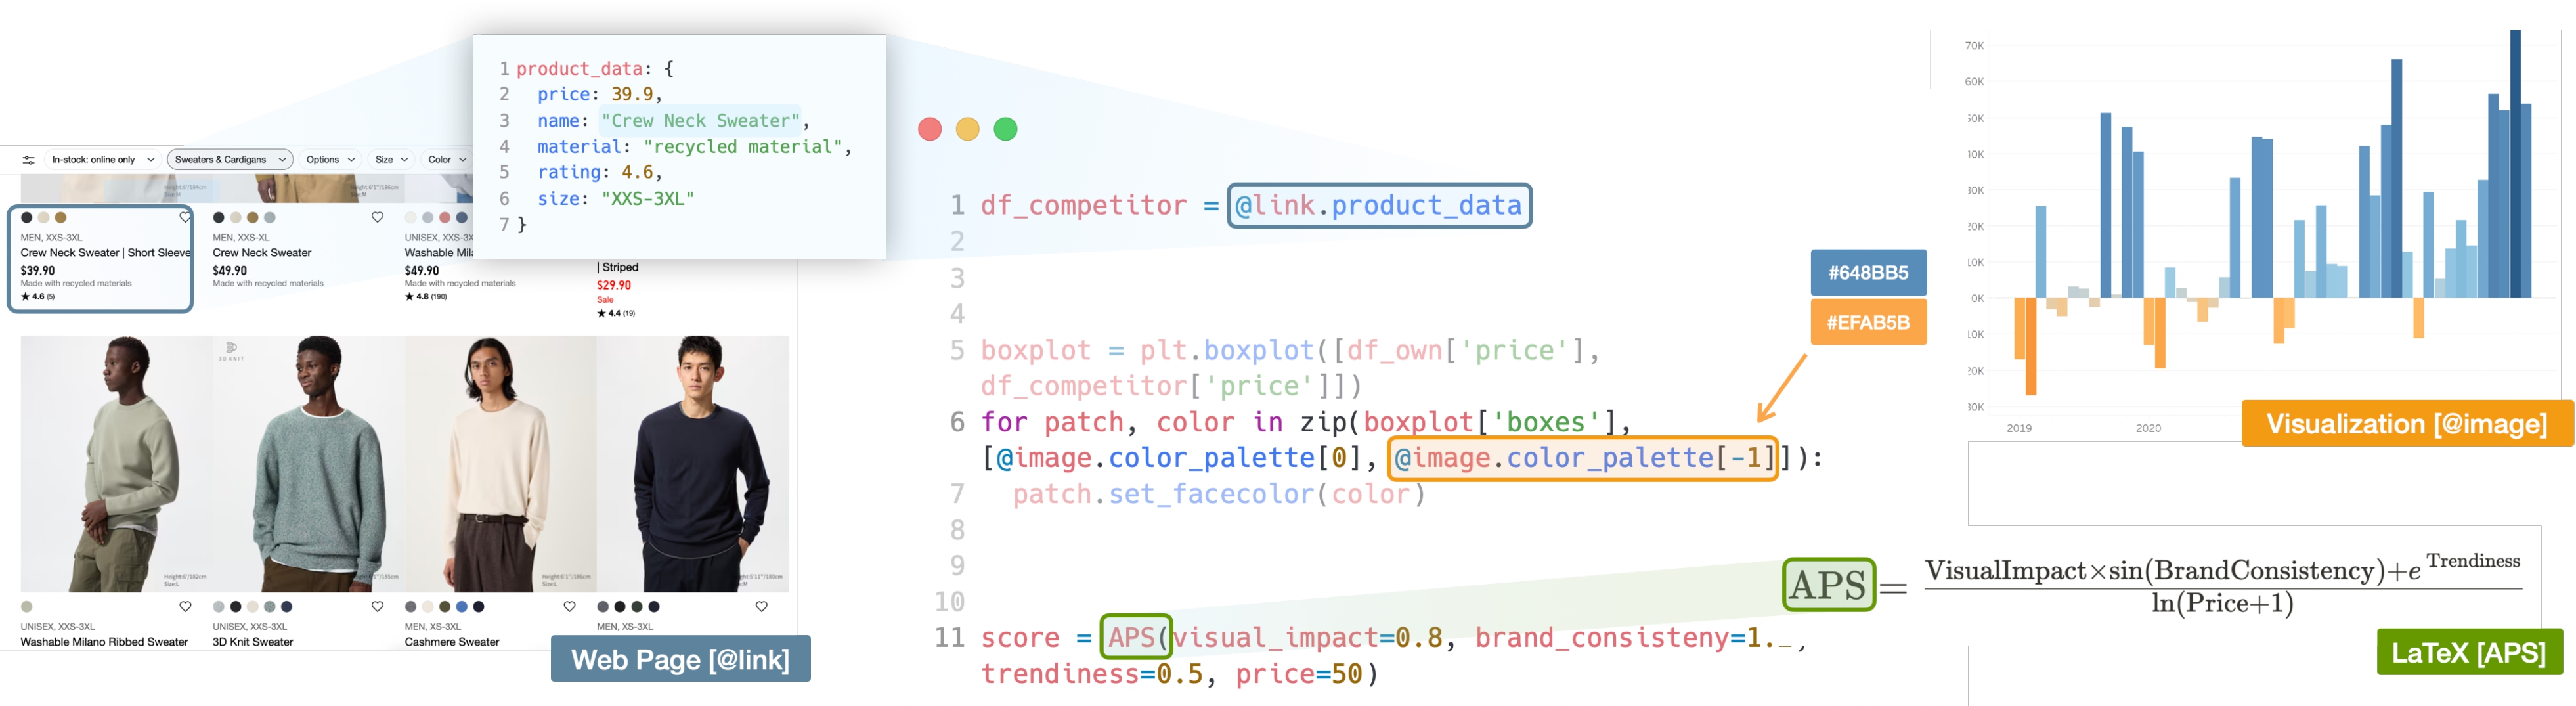 1 product_data: {
2 price: 39.9,
3 name: "Crew Neck Sweater",
4 material: "recycled material",
5 rating: 4.6,
6 size: "XXS-3XL"
7 }
In-stock: online only
Sweaters & Cardigans
Options
Size
Color
MEN, XXS-3XL
Crew Neck Sweater | Short Sleeve
$39.90
Made with recycled materials
★ 4.6 (5)
MEN, XXS-XL
Crew Neck Sweater
$49.90
Made with recycled materials
UNISEX, XXS-3X
Washable Mila
$49.90
Made with recycled materials
★ 4.8 (190)
| Striped
$29.90
Sale
★ 4.4 (19)
3D KNIT
UNISEX, XXS-3XL
Washable Milano Ribbed Sweater
UNISEX, XXS-3XL
3D Knit Sweater
MEN, XS-3XL
Cashmere Sweater
MEN, XS-3XL
Web Page [@link]
1 df_competitor = @link.product_data
2
3
4
5 boxplot = plt.boxplot([df_own['price'],
df_competitor['price']])
6 for patch, color in zip(boxplot['boxes'],
[@image.color_palette[0], @image.color_palette[-1]]):
7 patch.set_facecolor(color)
8
9
10
11 score = APS(visual_impact=0.8, brand_consisteny=1.
trendiness=0.5, price=50)
#648BB5
#EFAB5B
70K
60K
50K
40K
30K
20K
10K
0K
10K
20K
30K
2019
2020
Visualization [@image]
APS = VisualImpact×sin(BrandConsistency)+e Trendiness
ln(Price+1)
LaTeX [APS]